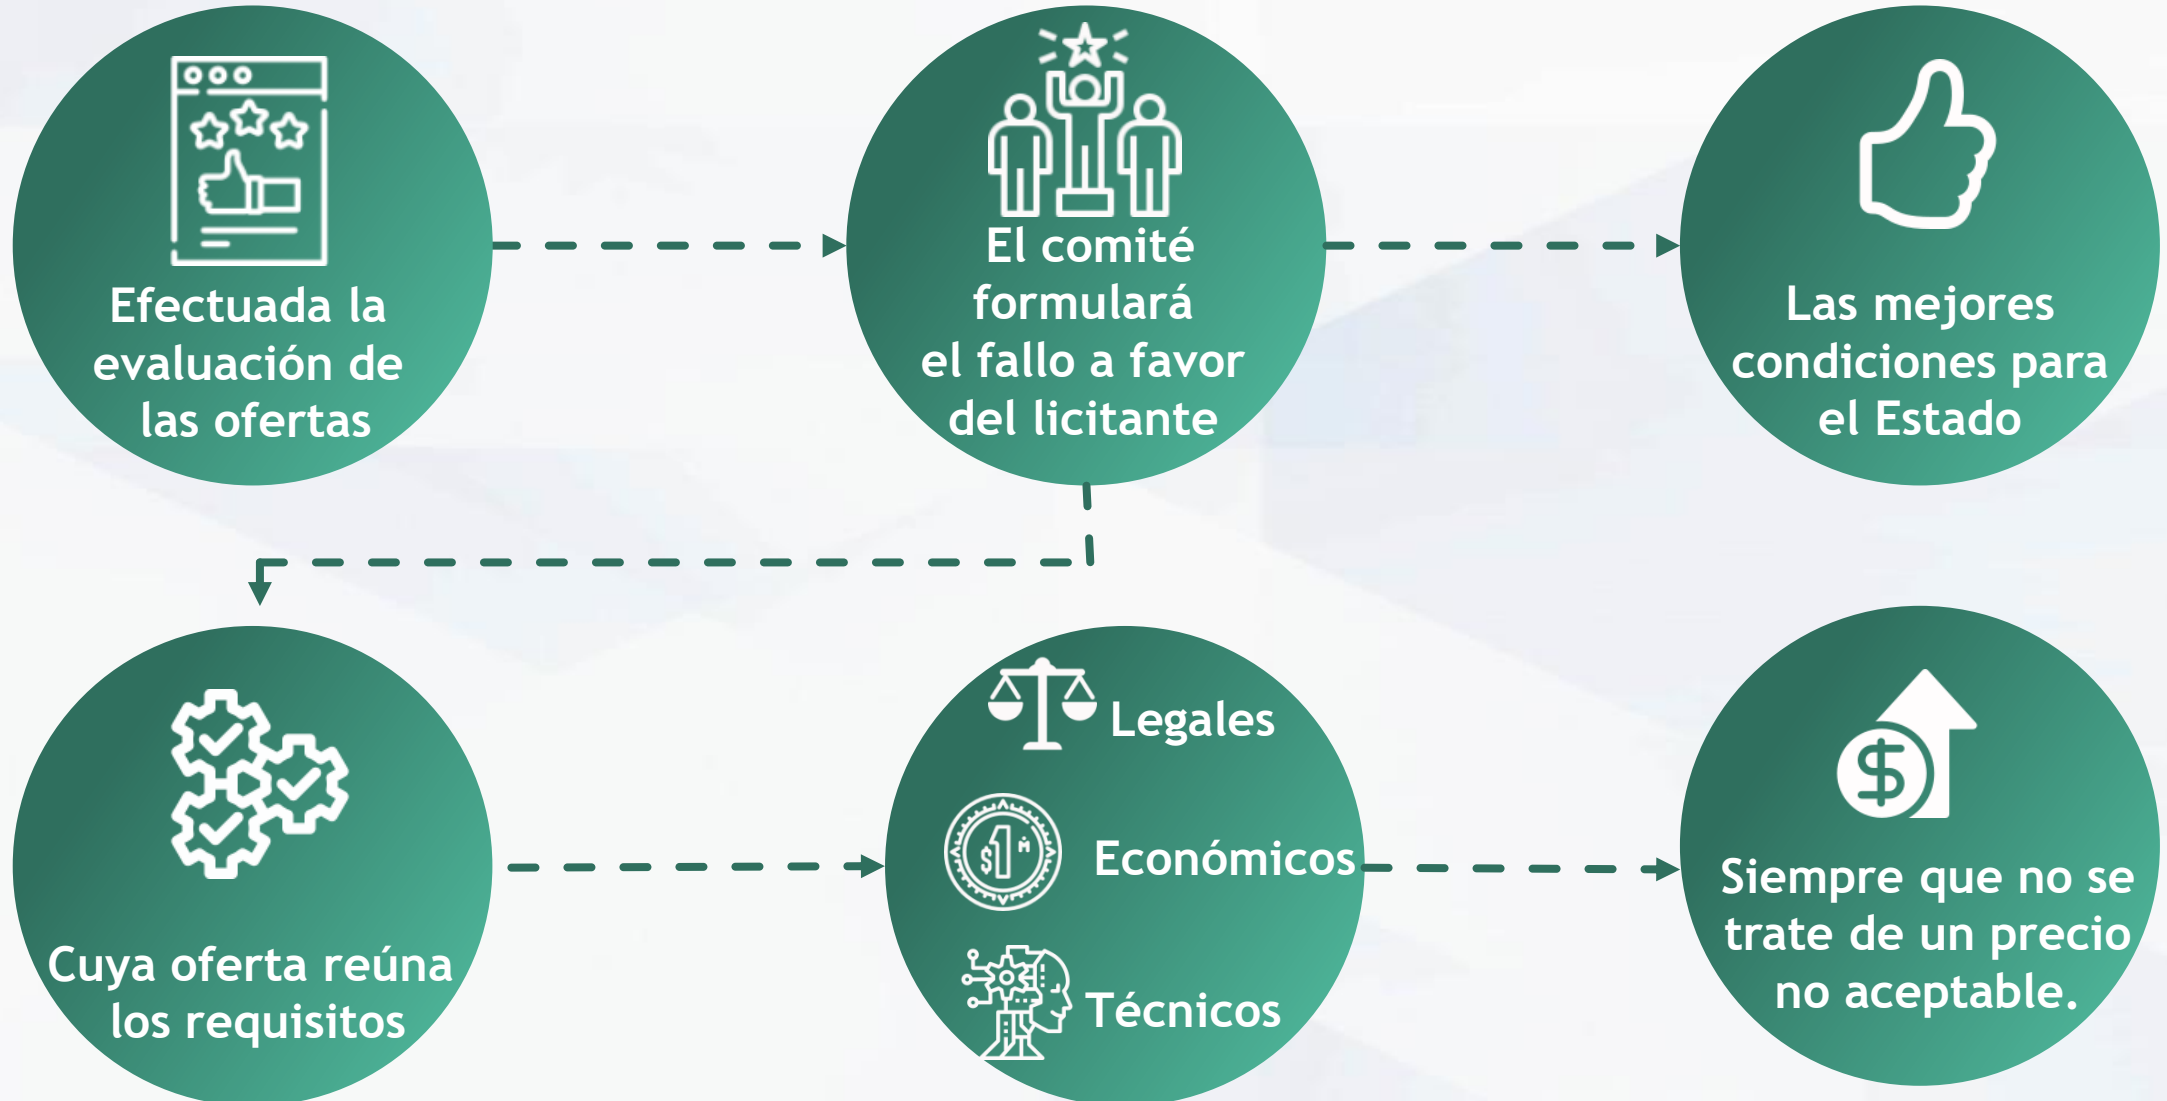 Efectuada la
evaluación de
las ofertas
El comité
formulará
el fallo a favor
del licitante
Las mejores
condiciones para
el Estado
Cuya oferta reúna
los requisitos
Legales
$1 M
Económicos
Técnicos
$
Siempre que no se
trate de un precio
no aceptable.